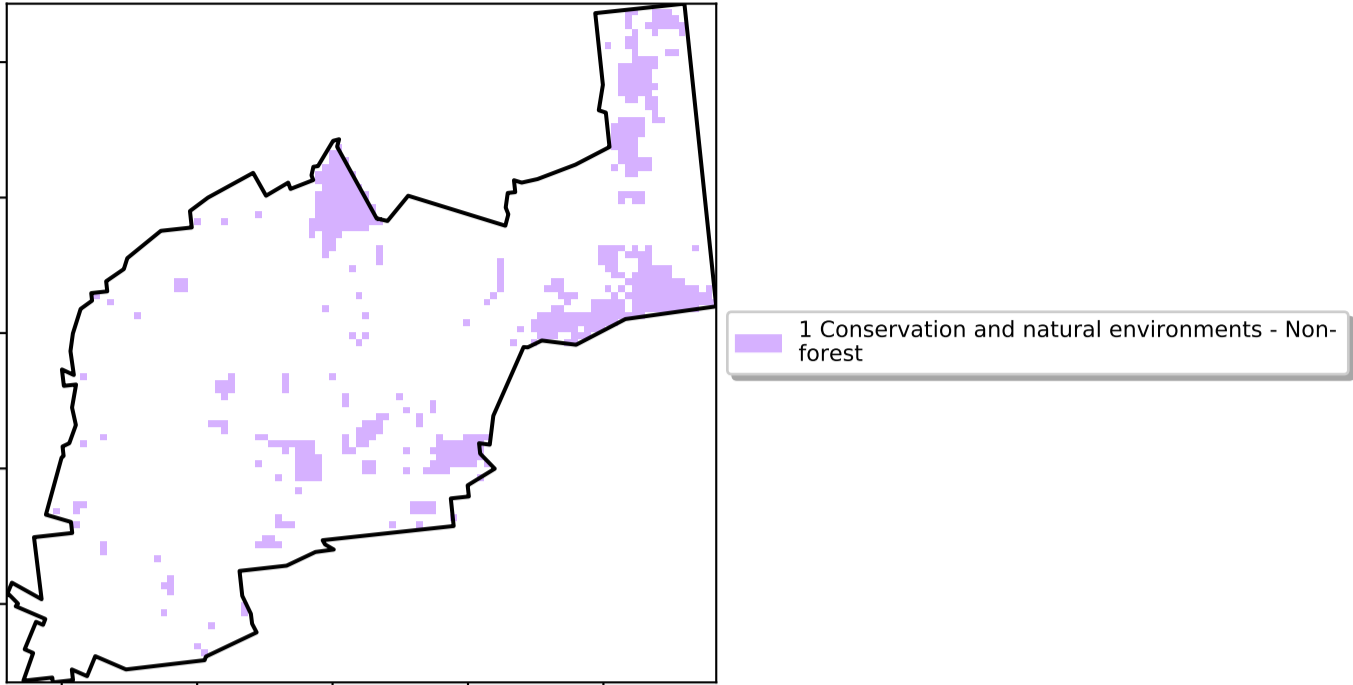 1 Conservation and natural environments - Non-
forest